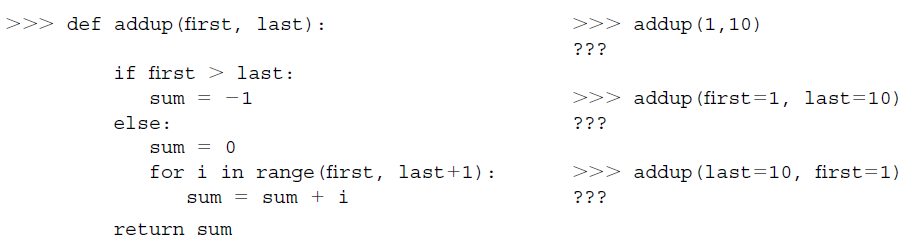 >>> def addup(first, last):
if first > last:
sum = -1
else:
sum = 0
for i in range(first, last+1):
sum = sum + i
return sum
>>> addup(1,10)
???
>>> addup(first=1, last=10)
???
>>> addup(last=10, first=1)
???